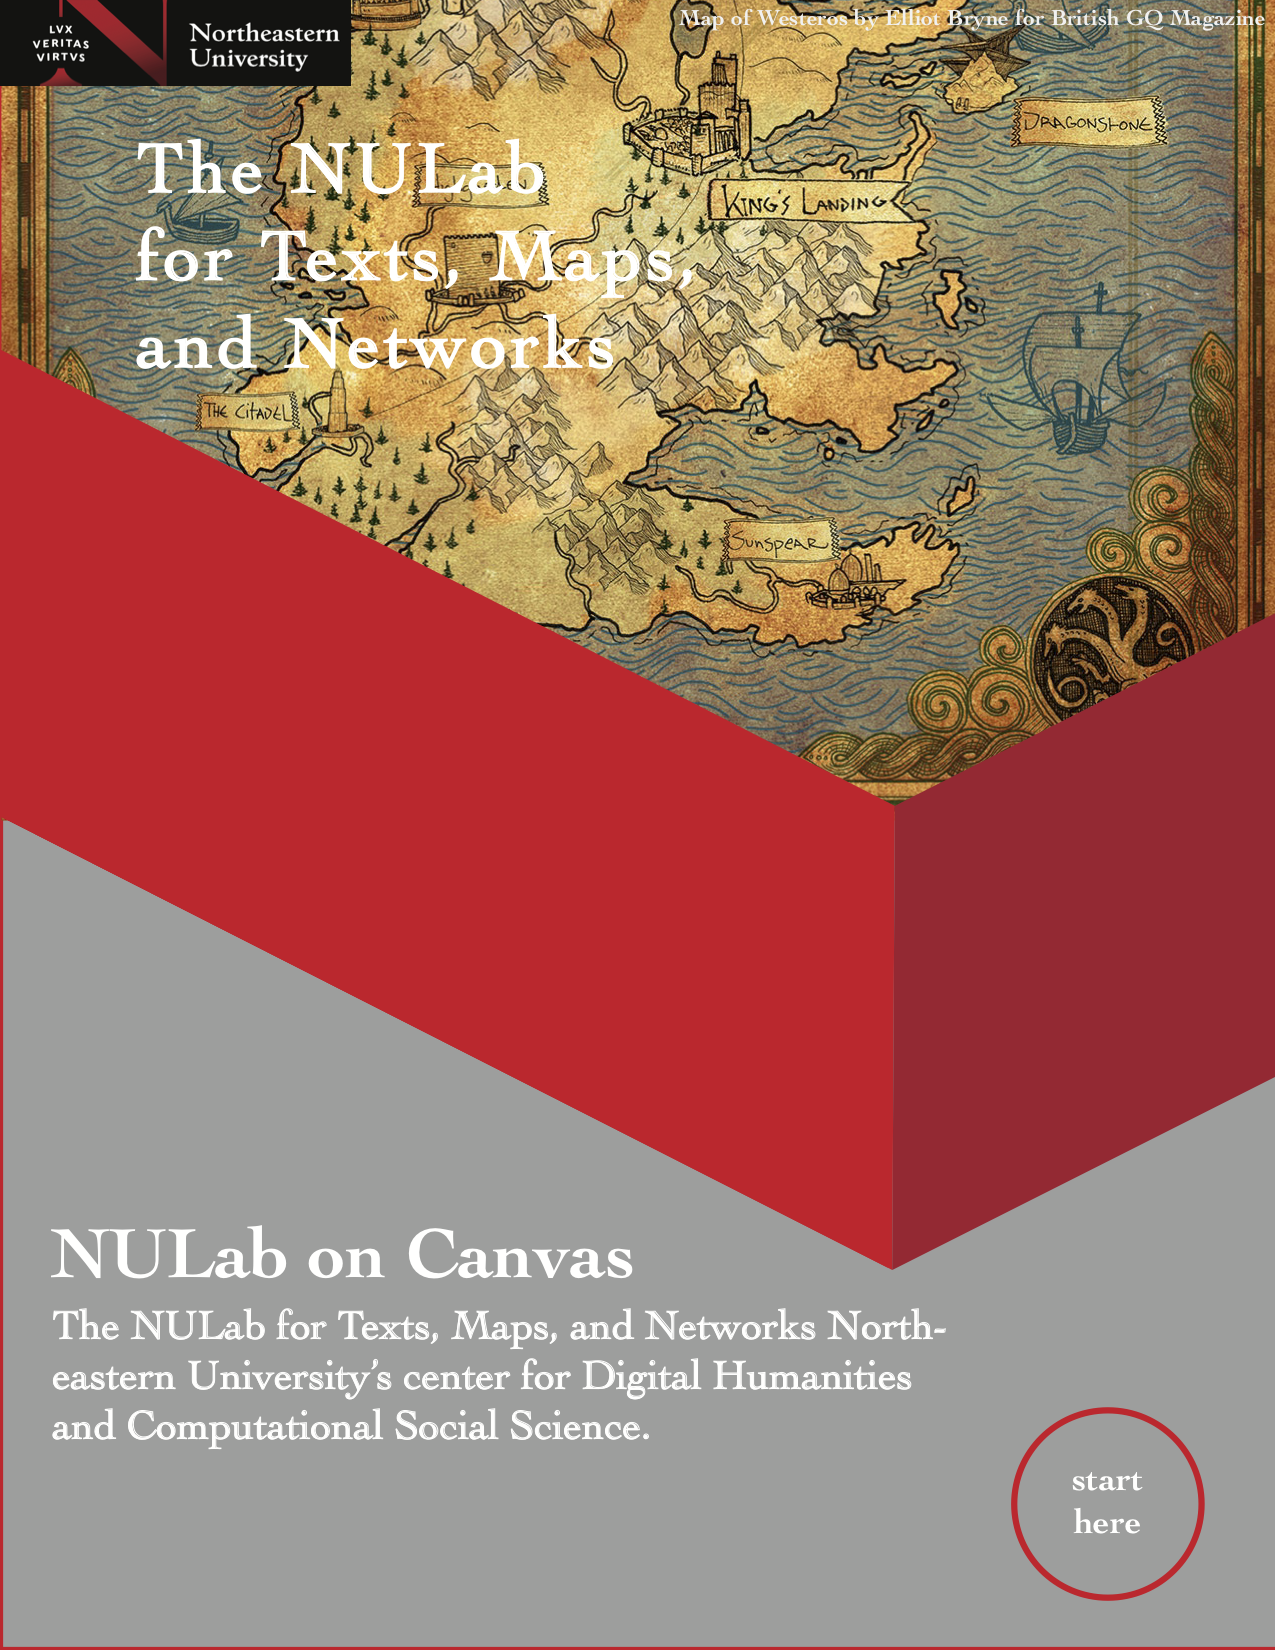 LVX
VERITAS
VIRTVS
Northeastern
University
Map of Westeros by Elliot Bryne for British GQ Magazine
DRAGONSTONE
The NULab
KING'S LANDING
for Texts, Maps,
and Networks
THE CITADEL
SUNSPEAR
NULab on Canvas
The NULab for Texts, Maps, and Networks North-
eastern University's center for Digital Humanities
and Computational Social Science.
start
here